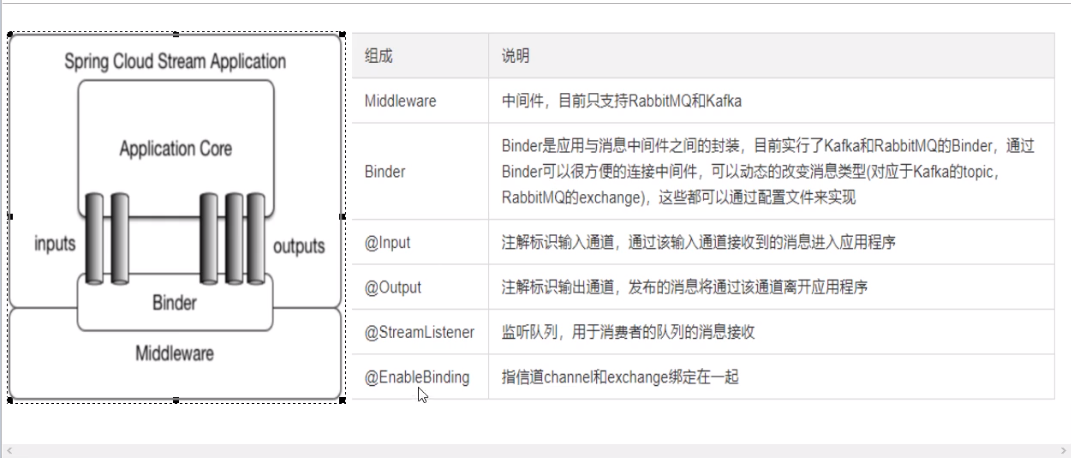 Spring Cloud Stream Application
Application Core
inputs
outputs
Binder
Middleware
组成 说明
Middleware 中间件，目前只支持RabbitMQ和Kafka
Binder Binder是应用与消息中间件之间的封装，目前实行了Kafka和RabbitMQ的Binder，通过
Binder可以很方便的连接中间件，可以动态的改变消息类型(对应于Kafka的topic，
RabbitMQ的exchange)，这些都可以通过配置文件来实现
@Input 注解标识输入通道，通过该输入通道接收到的消息进入应用程序
@Output 注解标识输出通道，发布的消息将通过该通道离开应用程序
@StreamListener 监听队列，用于消费者的队列的消息接收
@EnableBinding 指信道channel和exchange绑定在一起